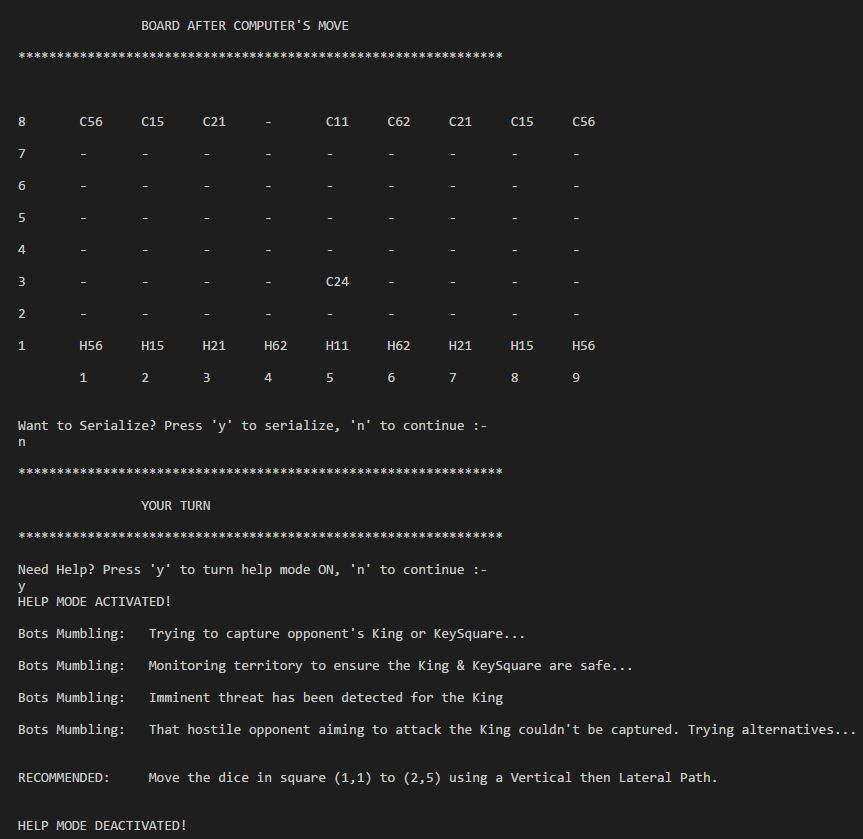 BOARD AFTER COMPUTER'S MOVE
***************************************************************
8 C56 C15 C21 - C11 C62 C21 C15 C56
7 - - - - - - - - -
6 - - - - - - - - -
5 - - - - - - - - -
4 - - - - - - - - -
3 - - - - C24 - - - -
2 - - - - - - - - -
1 H56 H15 H21 H62 H11 H62 H21 H15 H56
1 2 3 4 5 6 7 8 9
Want to Serialize? Press 'y' to serialize, 'n' to continue :-
n
***************************************************************
YOUR TURN
***************************************************************
Need Help? Press 'y' to turn help mode ON, 'n' to continue :-
y
HELP MODE ACTIVATED!
Bots Mumbling: Trying to capture opponent's King or KeySquare...
Bots Mumbling: Monitoring territory to ensure the King & KeySquare are safe...
Bots Mumbling: Imminent threat has been detected for the King
Bots Mumbling: That hostile opponent aiming to attack the King couldn't be captured. Trying alternatives...
RECOMMENDED: Move the dice in square (1,1) to (2,5) using a Vertical then Lateral Path.
HELP MODE DEACTIVATED!